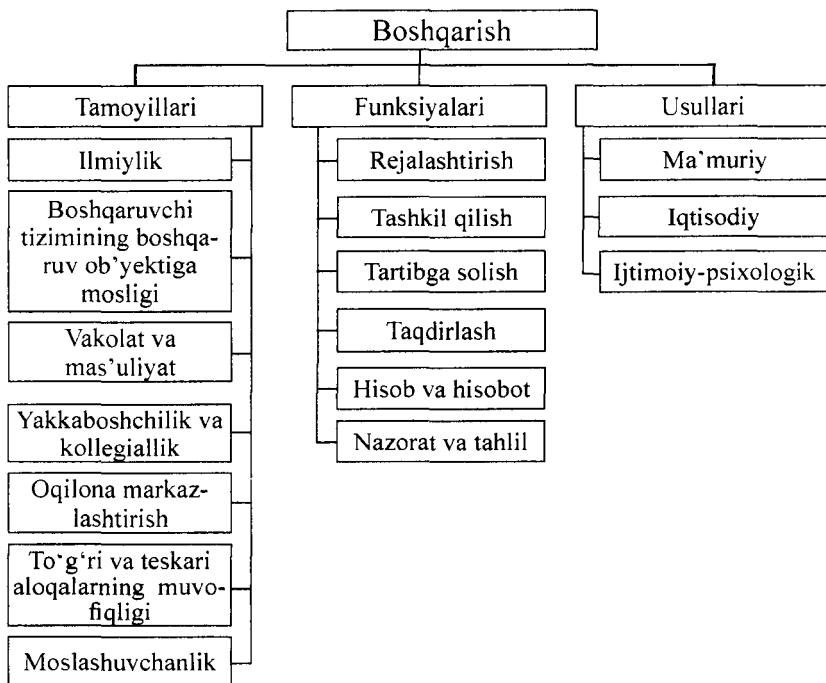 Boshqarish
Tamoyillari
Ilmiylik
Boshqaruvchi
tizimining boshqa-
ruv ob’yektiga
mosligi
Vakolat va
mas’uliyat
Yakkaboshchilik va
kollegiallik
Oqilona markaz-
lashtirish
To‘g‘ri va teskari
aloqalarning muvo-
fiqligi
Moslashuvchanlik
Funksiyalari
Rejalashtirish
Tashkil qilish
Tartibga solish
Taqdirlash
Hisob va hisobot
Nazorat va tahlil
Usullari
Ma‘muriy
Iqtisodiy
Ijtimoiy-psixologik